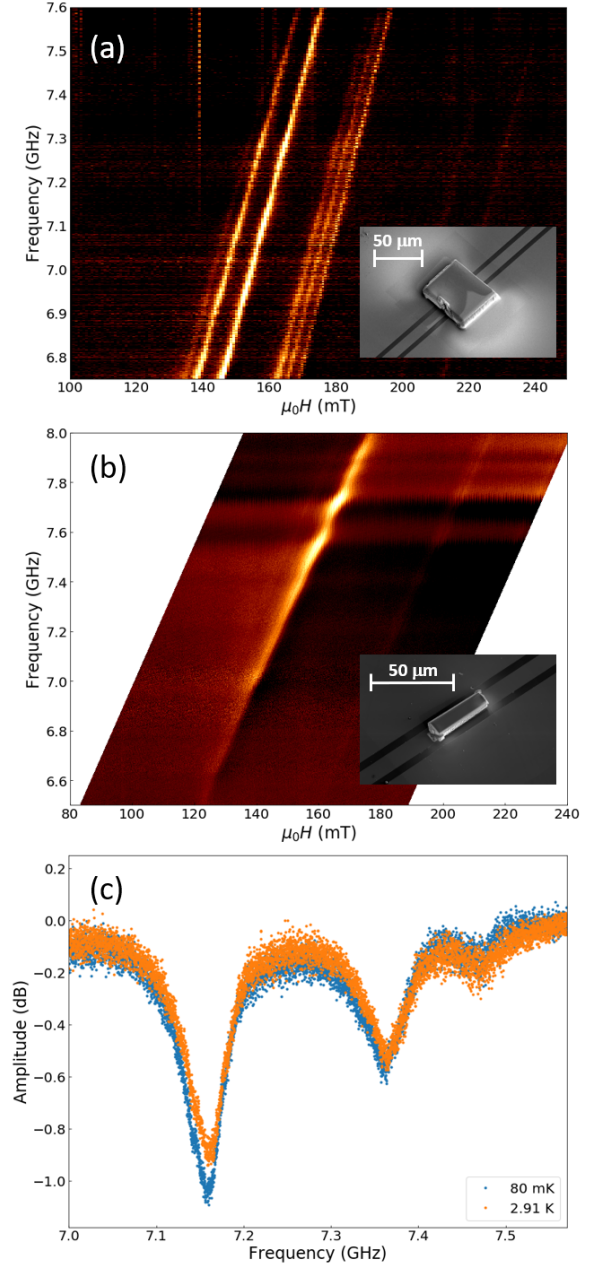 (a)
7.6
7.5
7.4
7.3
7.2
7.1
7.0
6.9
6.8
Frequency (GHz)
50 μm
100 120 140 160 180 200 220 240
μ₀H (mT)
(b)
8.0
7.8
7.6
7.4
7.2
7.0
6.8
6.6
Frequency (GHz)
50 μm
80 100 120 140 160 180 200 220 240
μ₀H (mT)
(c)
0.2
0.0
−0.2
−0.4
−0.6
−0.8
−1.0
Amplitude (dB)
80 mK
2.91 K
7.0 7.1 7.2 7.3 7.4 7.5
Frequency (GHz)